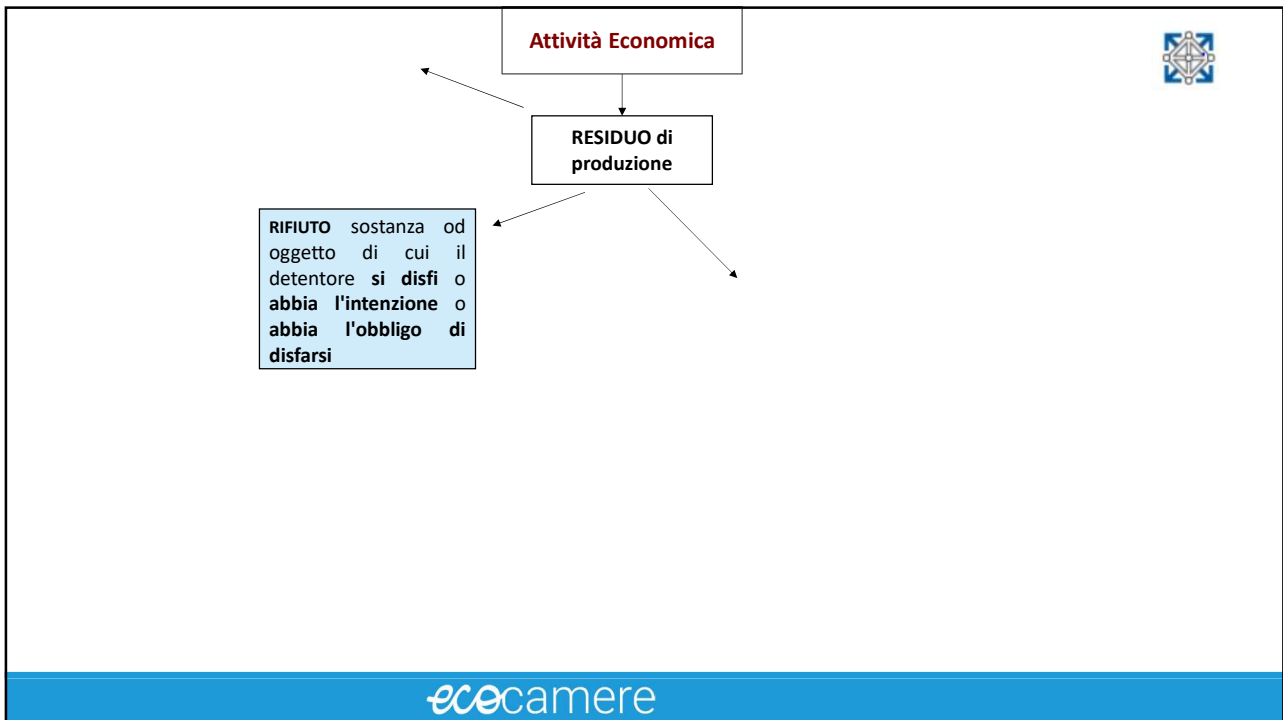 Attività Economica
RESIDUO di
produzione
RIFIUTO sostanza od
oggetto di cui il
detentore si disfi o
abbia l'intenzione o
abbia l'obbligo di
disfarsi
ecocamere